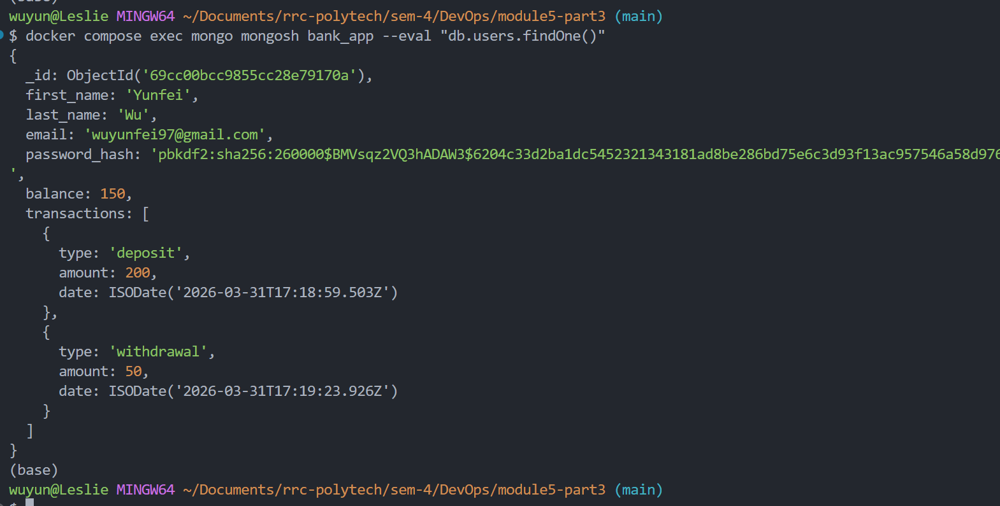 (base)
wuyun@Leslie MINGW64 ~/Documents/rrc-polytech/sem-4/DevOps/module5-part3 (main)
$ docker compose exec mongo mongosh bank_app --eval "db.users.findOne()"
{
  _id: ObjectId('69cc00bcc9855cc28e79170a'),
  first_name: 'Yunfei',
  last_name: 'Wu',
  email: 'wuyunfei97@gmail.com',
  password_hash: 'pbkdf2:sha256:260000$BMVsqz2VQ3hADAW3$6204c33d2ba1dc5452321343181ad8be286bd75e6c3d93f13ac957546a58d976
',
  balance: 150,
  transactions: [
    {
      type: 'deposit',
      amount: 200,
      date: ISODate('2026-03-31T17:18:59.503Z')
    },
    {
      type: 'withdrawal',
      amount: 50,
      date: ISODate('2026-03-31T17:19:23.926Z')
    }
  ]
}
(base)
wuyun@Leslie MINGW64 ~/Documents/rrc-polytech/sem-4/DevOps/module5-part3 (main)
$